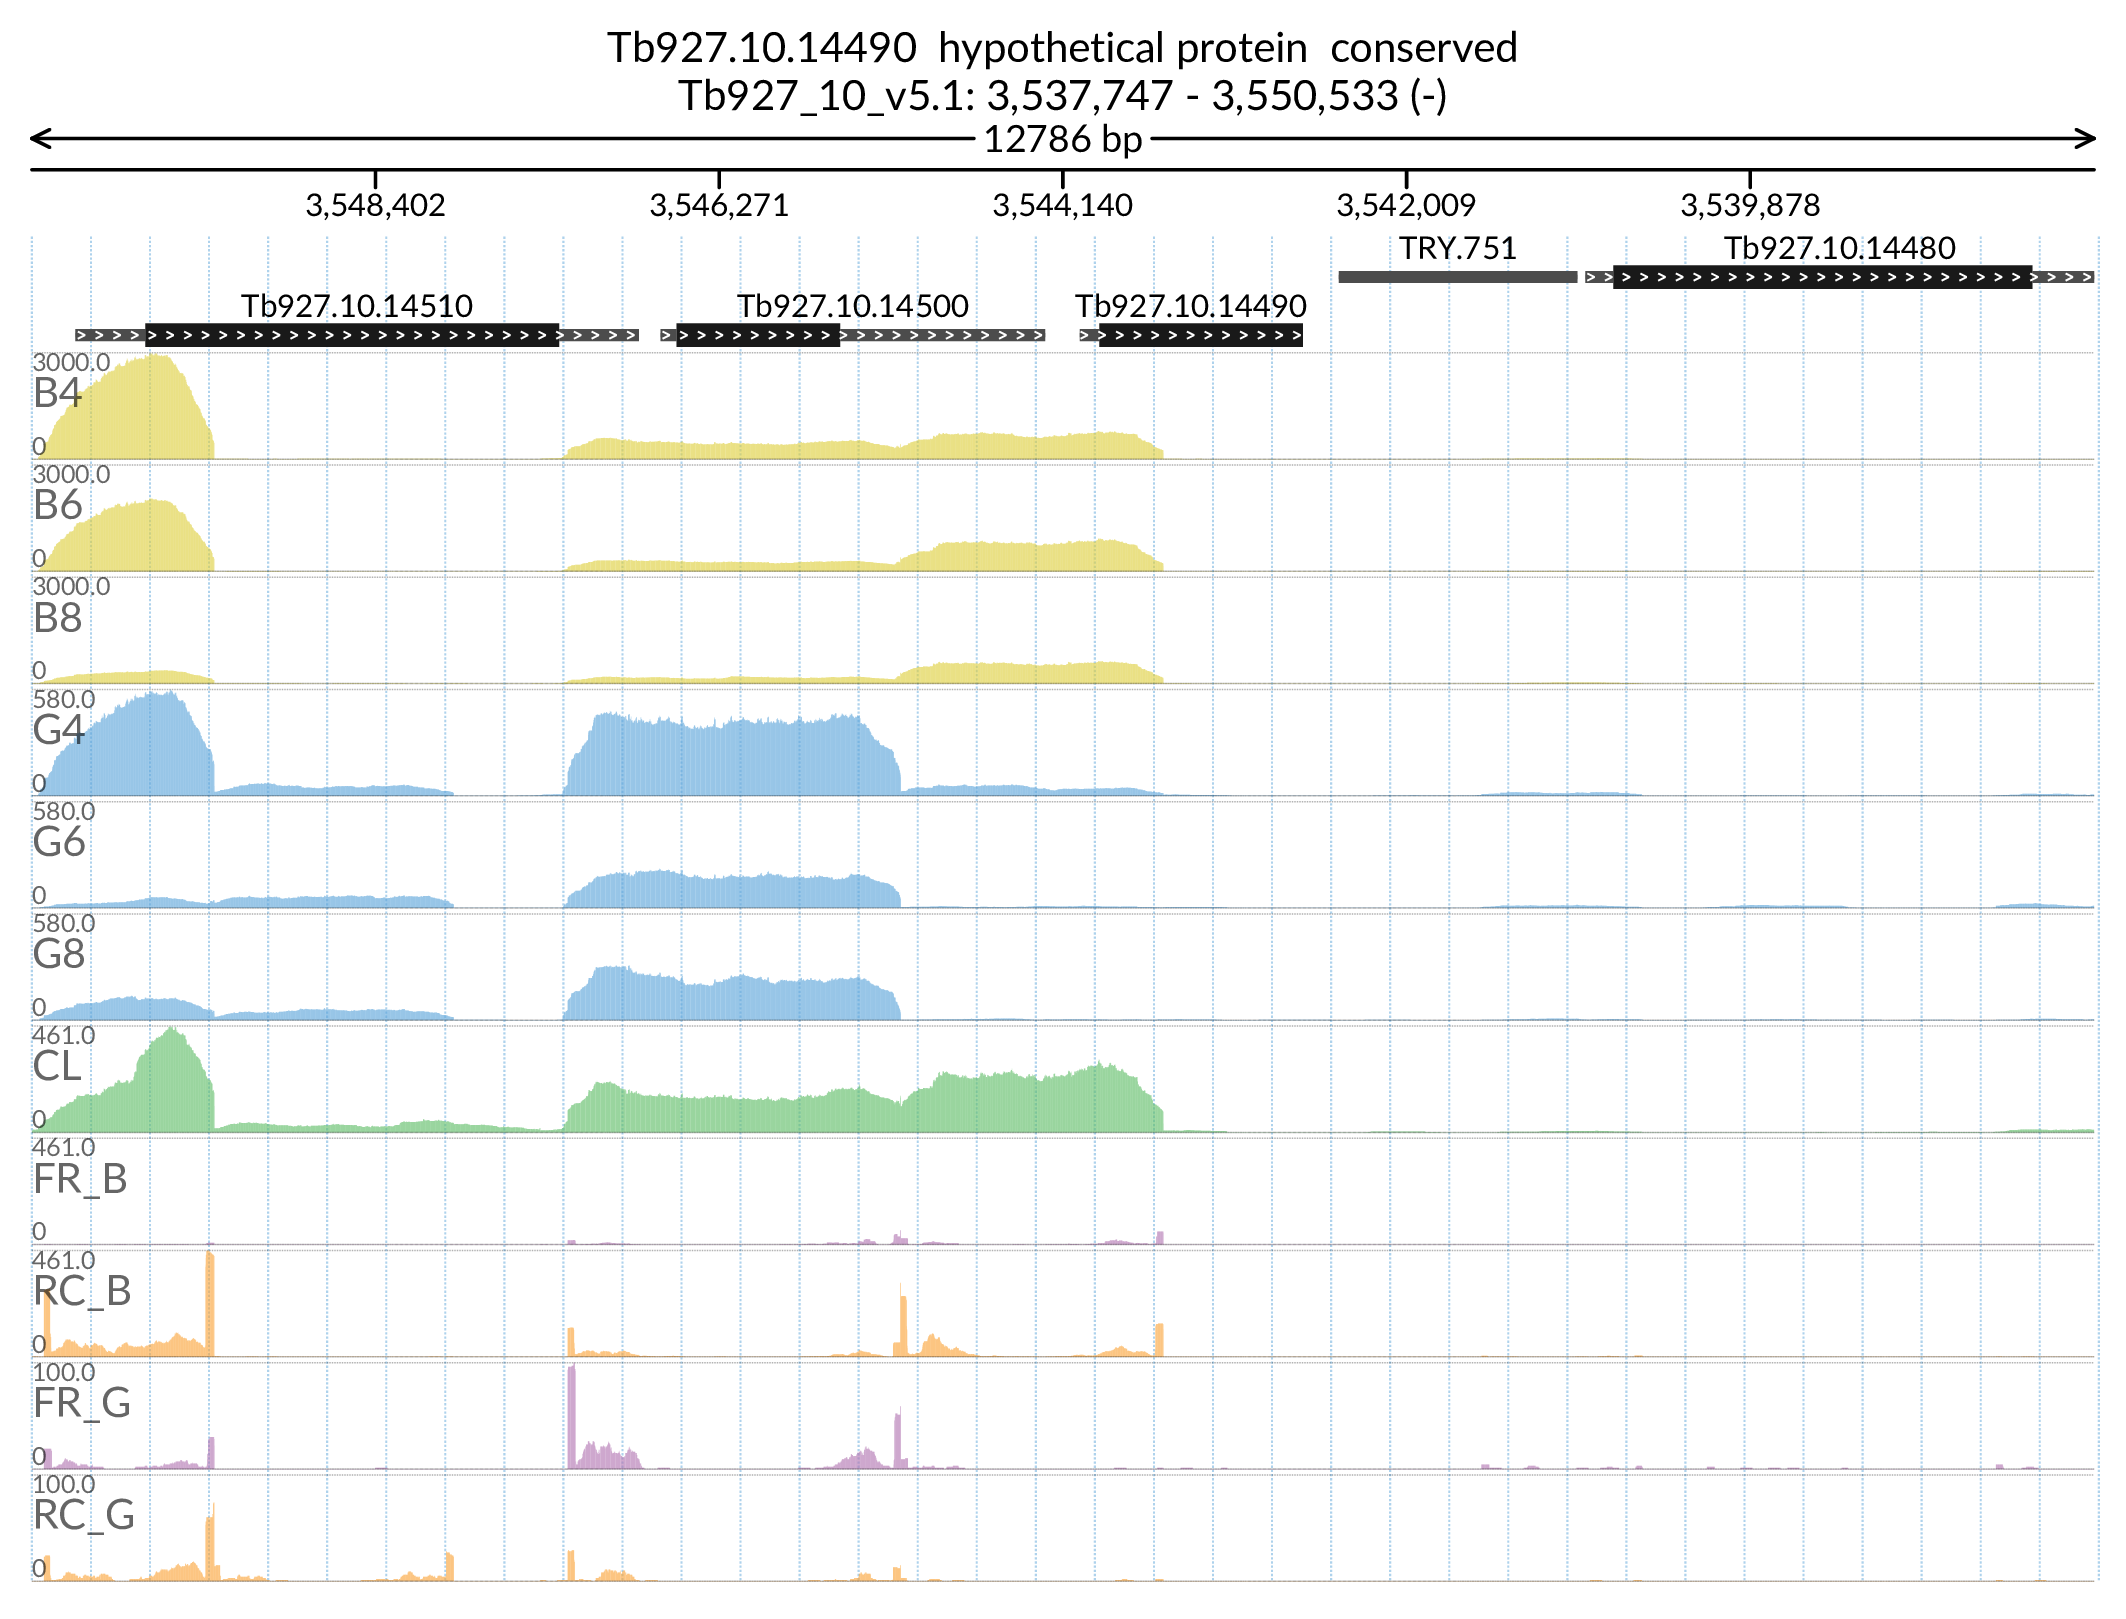 Tb927.10.14490  hypothetical protein  conserved
Tb927_10_v5.1: 3,537,747 - 3,550,533 (-)
12786 bp
3,548,402 3,546,271 3,544,140 3,542,009 3,539,878
TRY.751 Tb927.10.14480
Tb927.10.14510 Tb927.10.14500 Tb927.10.14490
3000.0
B4
0
3000.0
B6
0
3000.0
B8
0
580.0
G4
0
580.0
G6
0
580.0
G8
0
461.0
CL
0
461.0
FR_B
0
461.0
RC_B
0
100.0
FR_G
0
100.0
RC_G
0